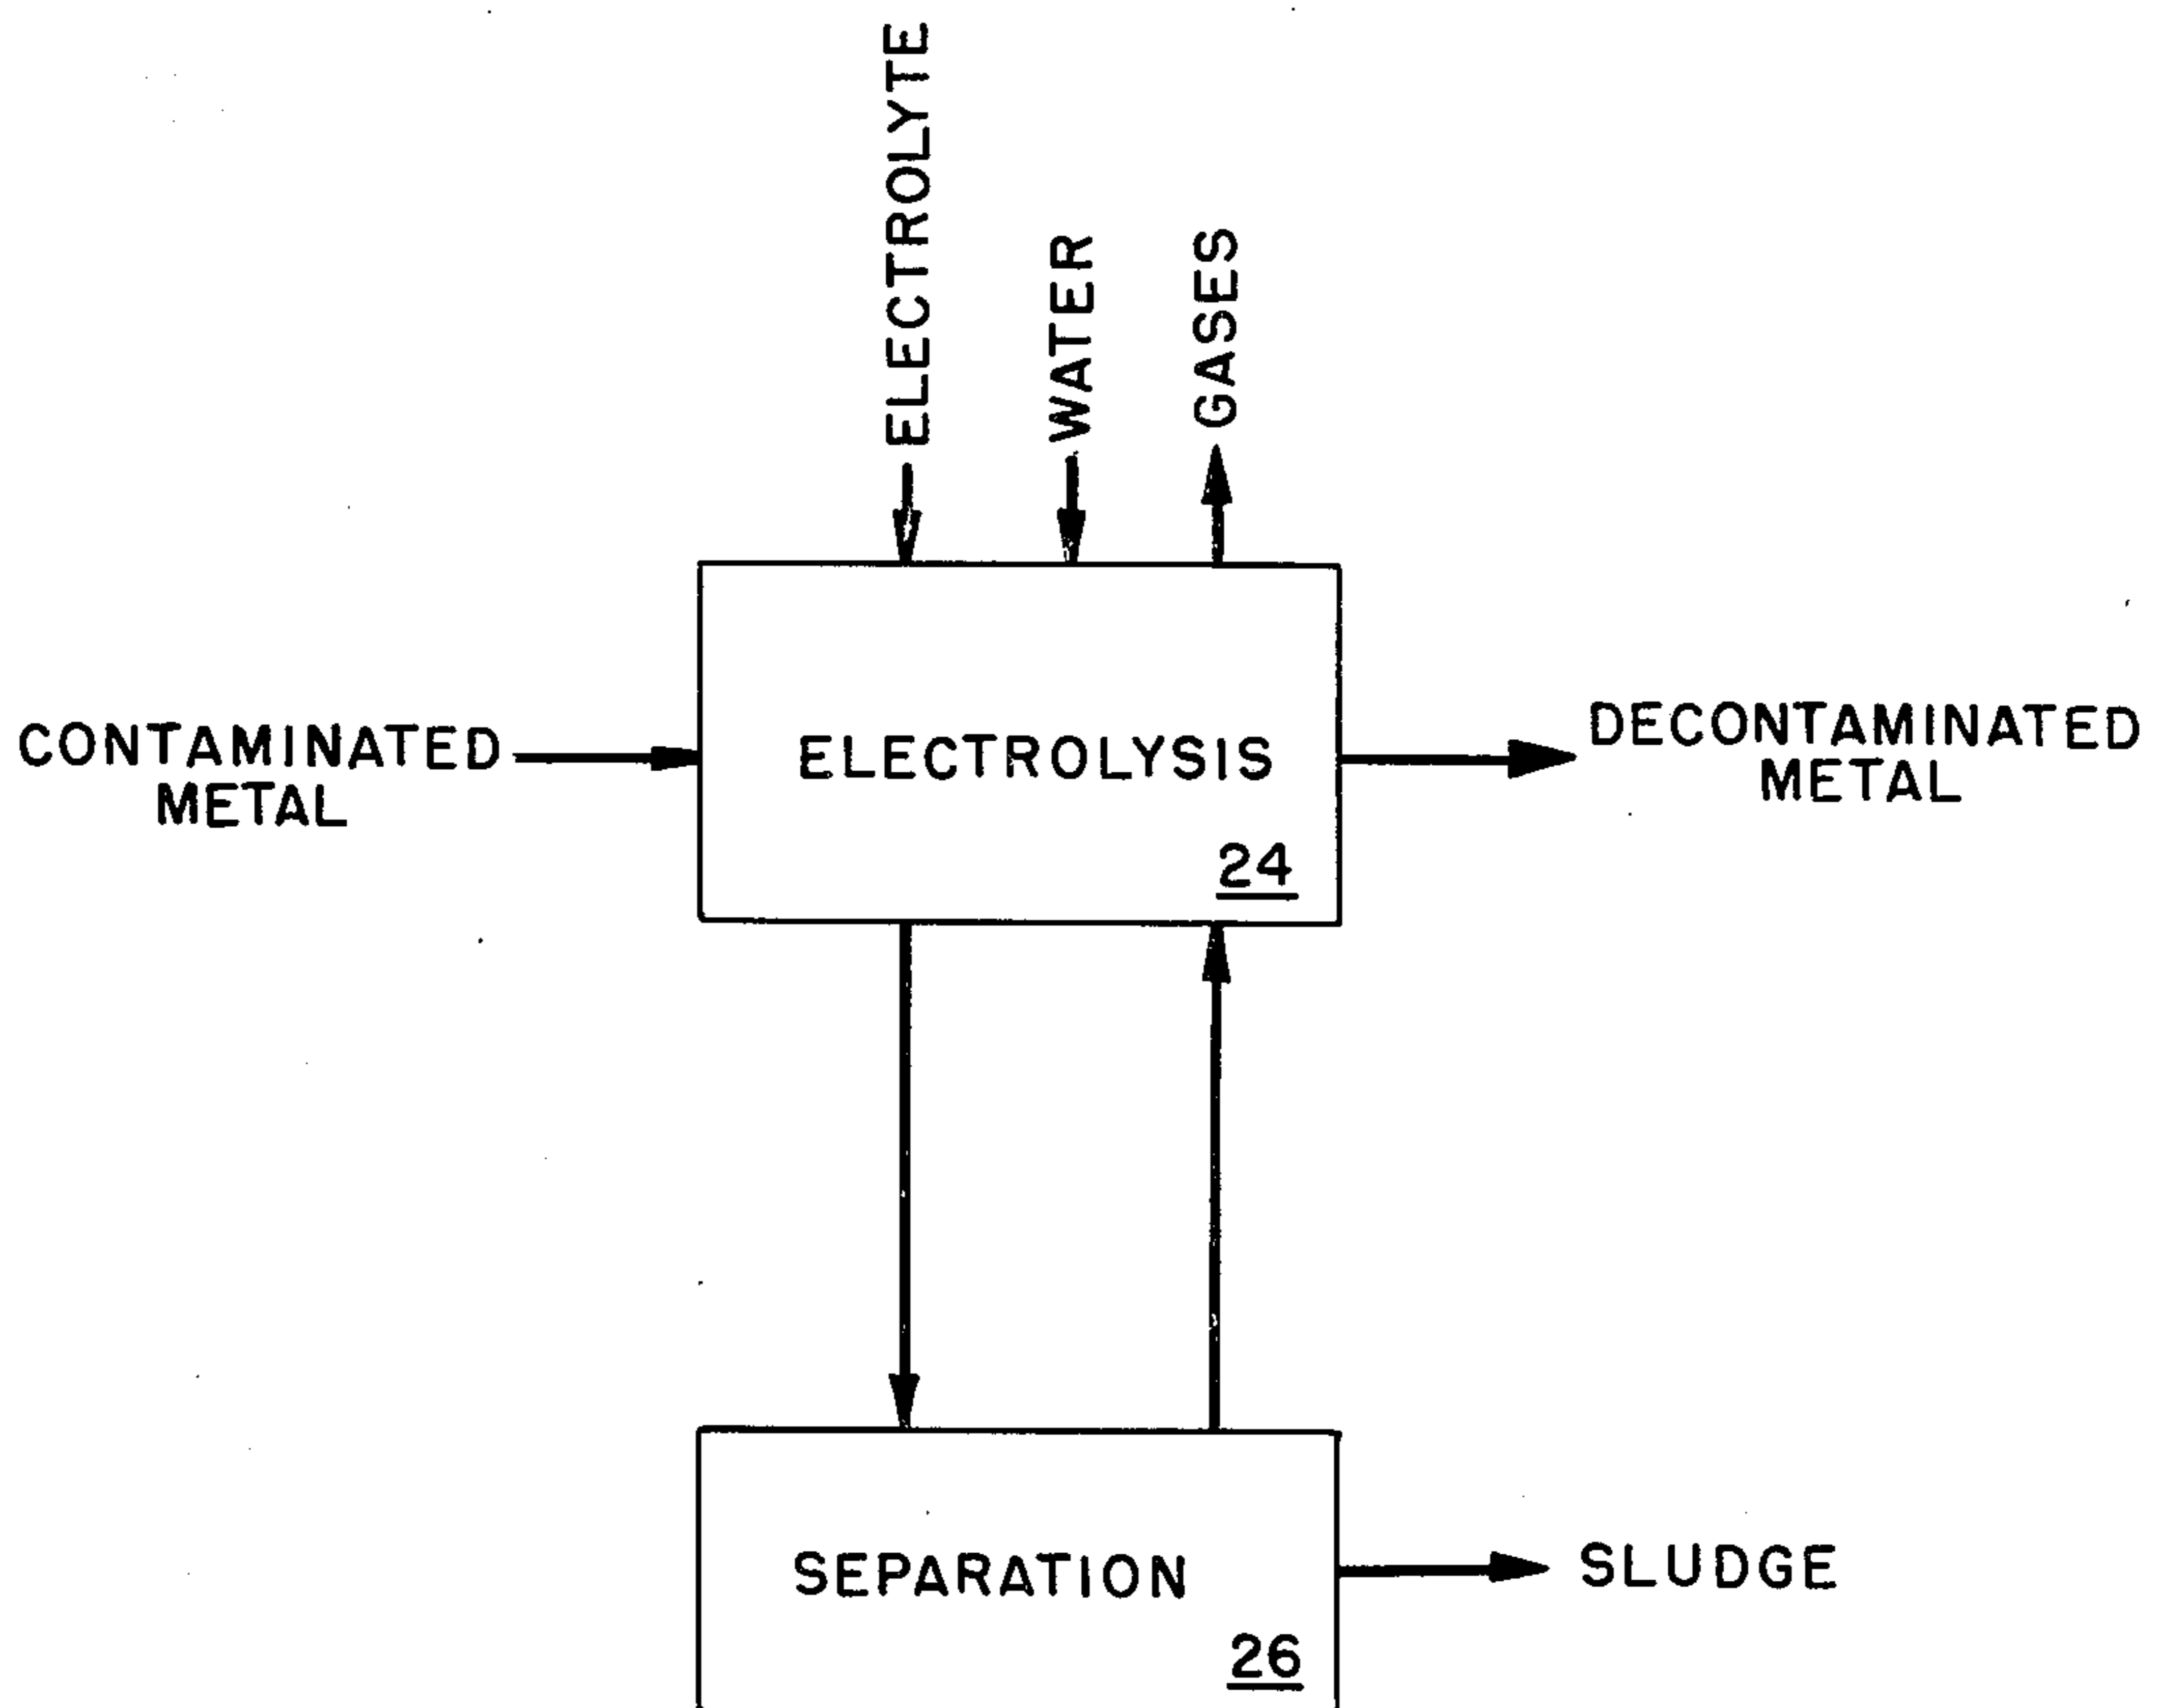 ELECTROLYTE
WATER
GASES
CONTAMINATED
METAL
ELECTROLYSIS
24
DECONTAMINATED
METAL
SEPARATION
26
SLUDGE